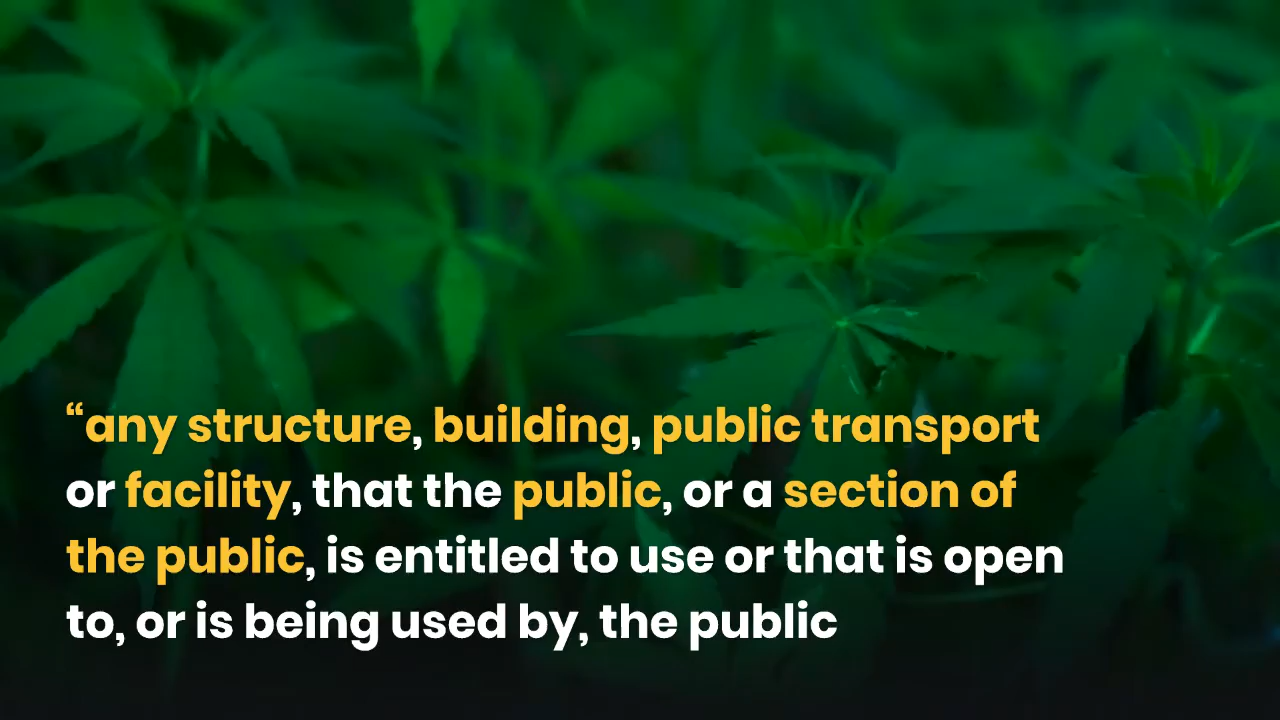 “any structure, building, public transport
or facility, that the public, or a section of
the public, is entitled to use or that is open
to, or is being used by, the public